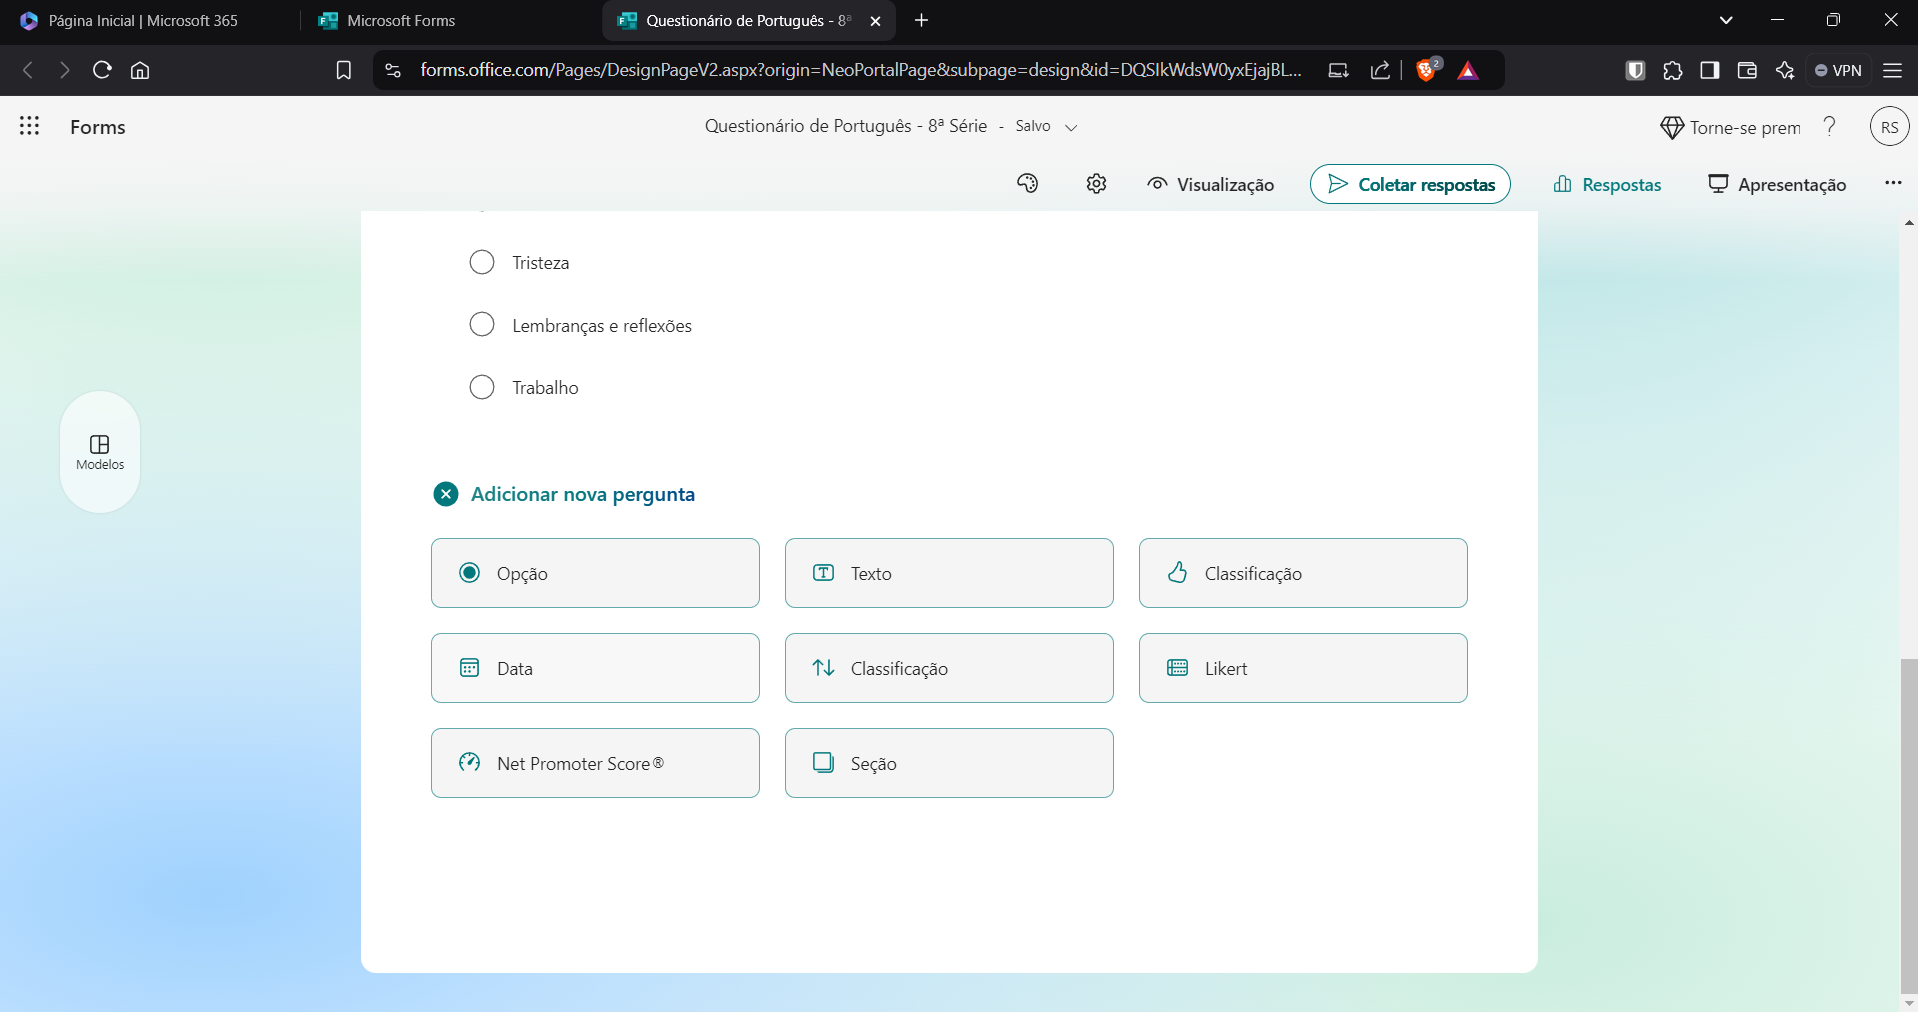 Página Inicial | Microsoft 365
Microsoft Forms
Questionário de Português - 8ª
forms.office.com/Pages/DesignPageV2.aspx?origin=NeoPortalPage&subpage=design&id=DQSIkWdsW0yxEjajBL...
2
VPN
Forms
Questionário de Português - 8ª Série - Salvo
Torne-se prem
?
RS
Visualização
Coletar respostas
Respostas
Apresentação
Tristeza
Lembranças e reflexões
Trabalho
Modelos
Adicionar nova pergunta
Opção
Texto
Classificação
Data
Classificação
Likert
Net Promoter Score®
Seção